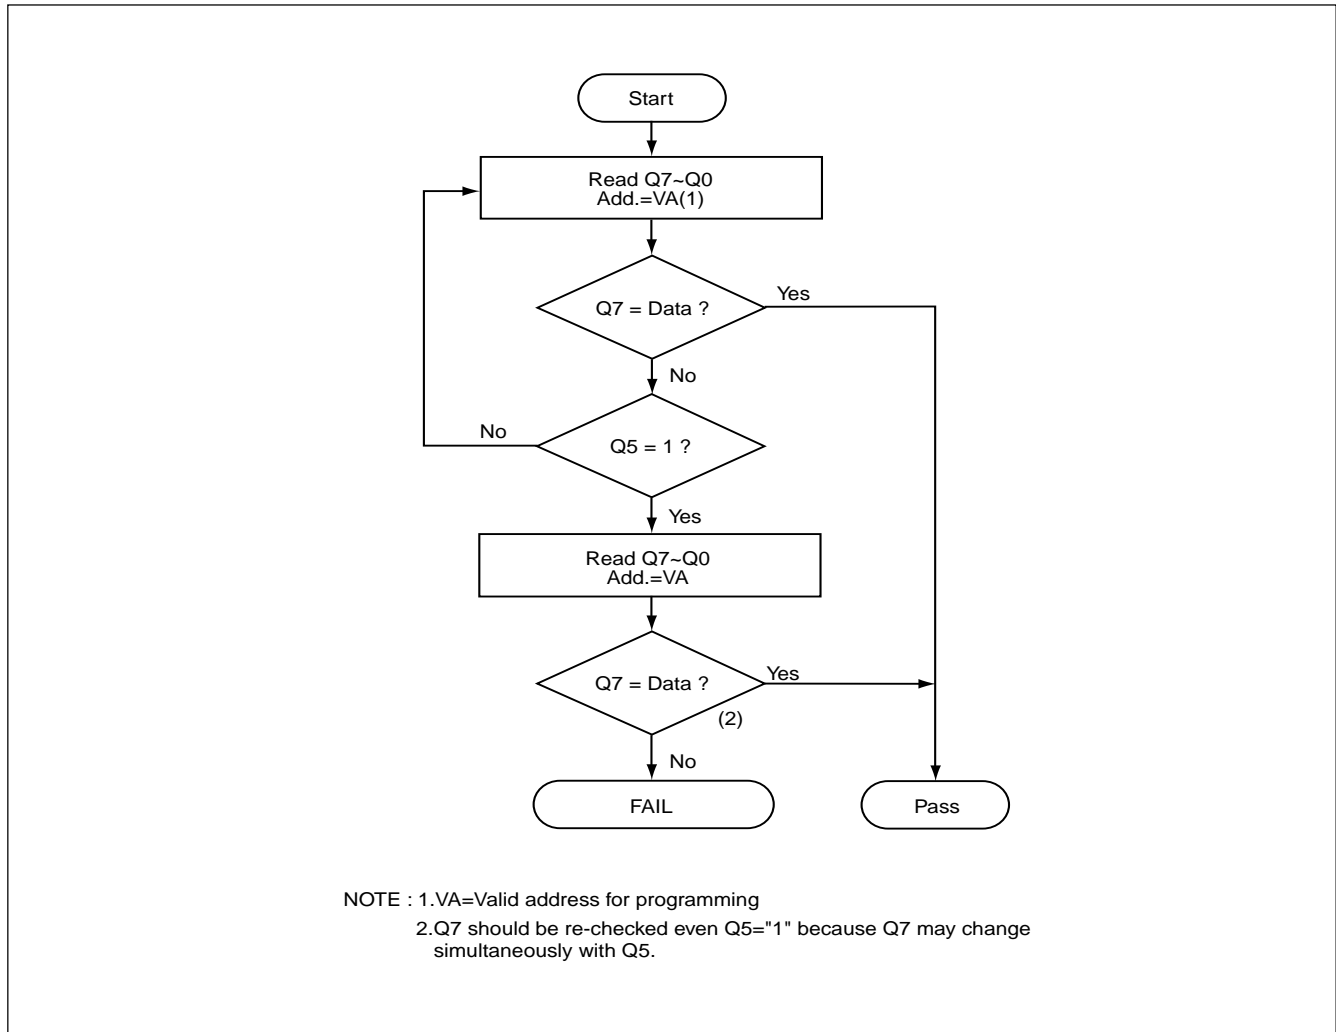 Start
Read Q7~Q0
Add.=VA(1)
Q7 = Data ?
Yes
No
No
Q5 = 1 ?
Yes
Read Q7~Q0
Add.=VA
Q7 = Data ?
Yes
(2)
No
FAIL
Pass
NOTE : 1.VA=Valid address for programming
2.Q7 should be re-checked even Q5="1" because Q7 may change
simultaneously with Q5.